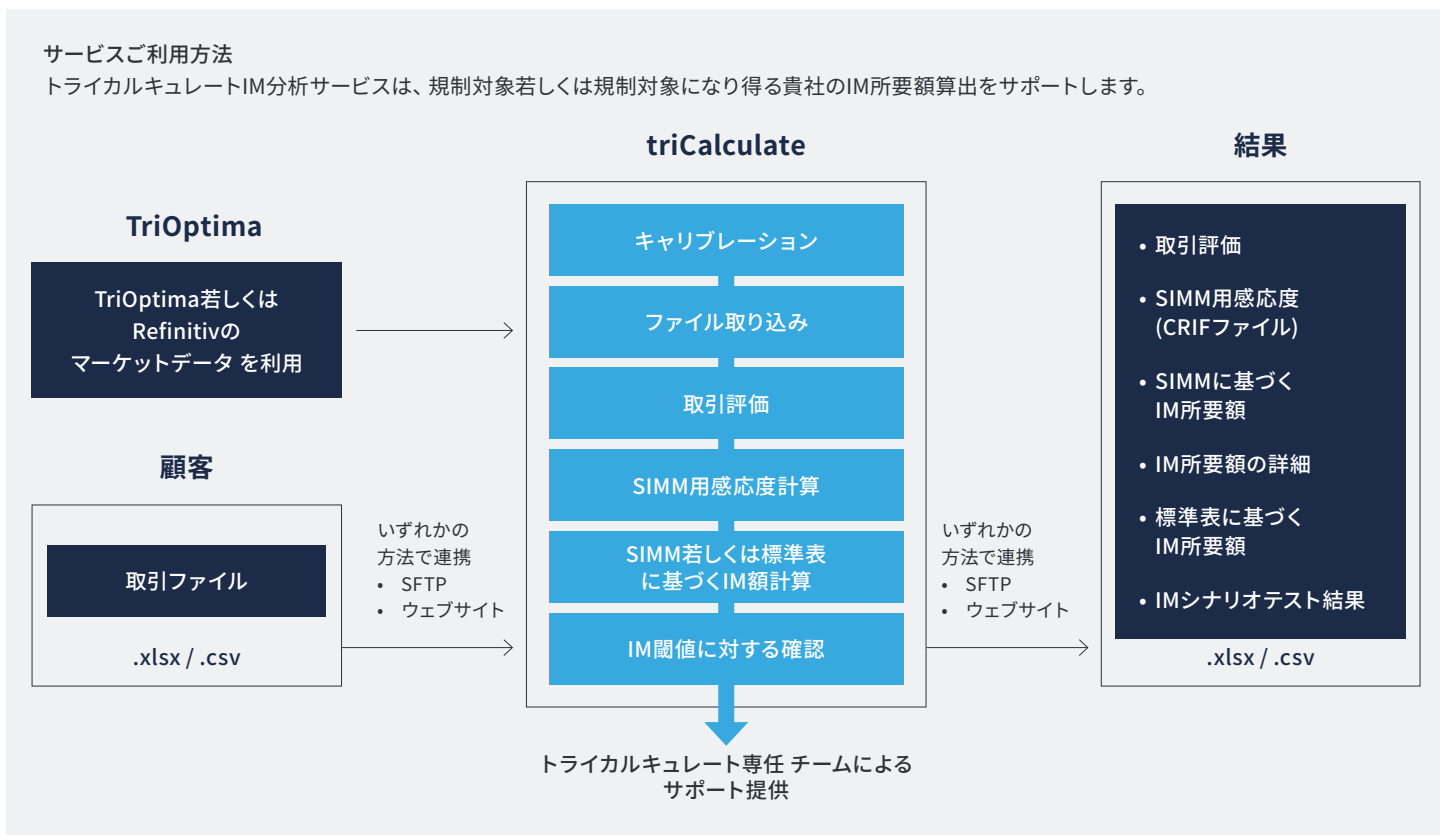 サービスご利用方法
トライカルキュレートIM分析サービスは、規制対象若しくは規制対象になり得る貴社のIM所要額算出をサポートします。
TriOptima
TriOptima若しくは
Refinitivの
マーケットデータ を利用
顧客
取引ファイル
.xlsx / .csv
いずれかの
方法で連携
• SFTP
• ウェブサイト
triCalculate
キャリブレーション
ファイル取り込み
取引評価
SIMM用感応度計算
SIMM若しくは標準表
に基づくIM額計算
IM閾値に対する確認
トライカルキュレート専任 チームによる
サポート提供
いずれかの
方法で連携
• SFTP
• ウェブサイト
結果
• 取引評価
• SIMM用感応度
(CRIFファイル)
• SIMMに基づく
IM所要額
• IM所要額の詳細
• 標準表に基づく
IM所要額
• IMシナリオテスト結果
.xlsx / .csv